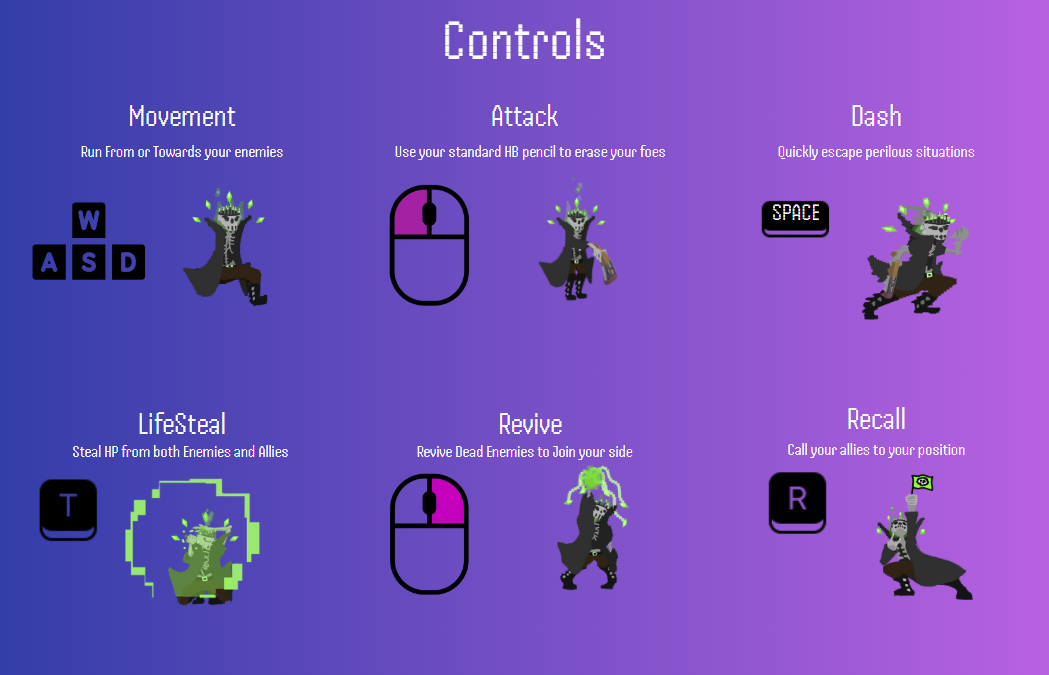 Controls
Movement
Run From or Towards your enemies
W
A S D
Attack
Use your standard HB pencil to erase your foes
Dash
Quickly escape perilous situations
SPACE
LifeSteal
Steal HP from both Enemies and Allies
T
Revive
Revive Dead Enemies to Join your side
Recall
Call your allies to your position
R